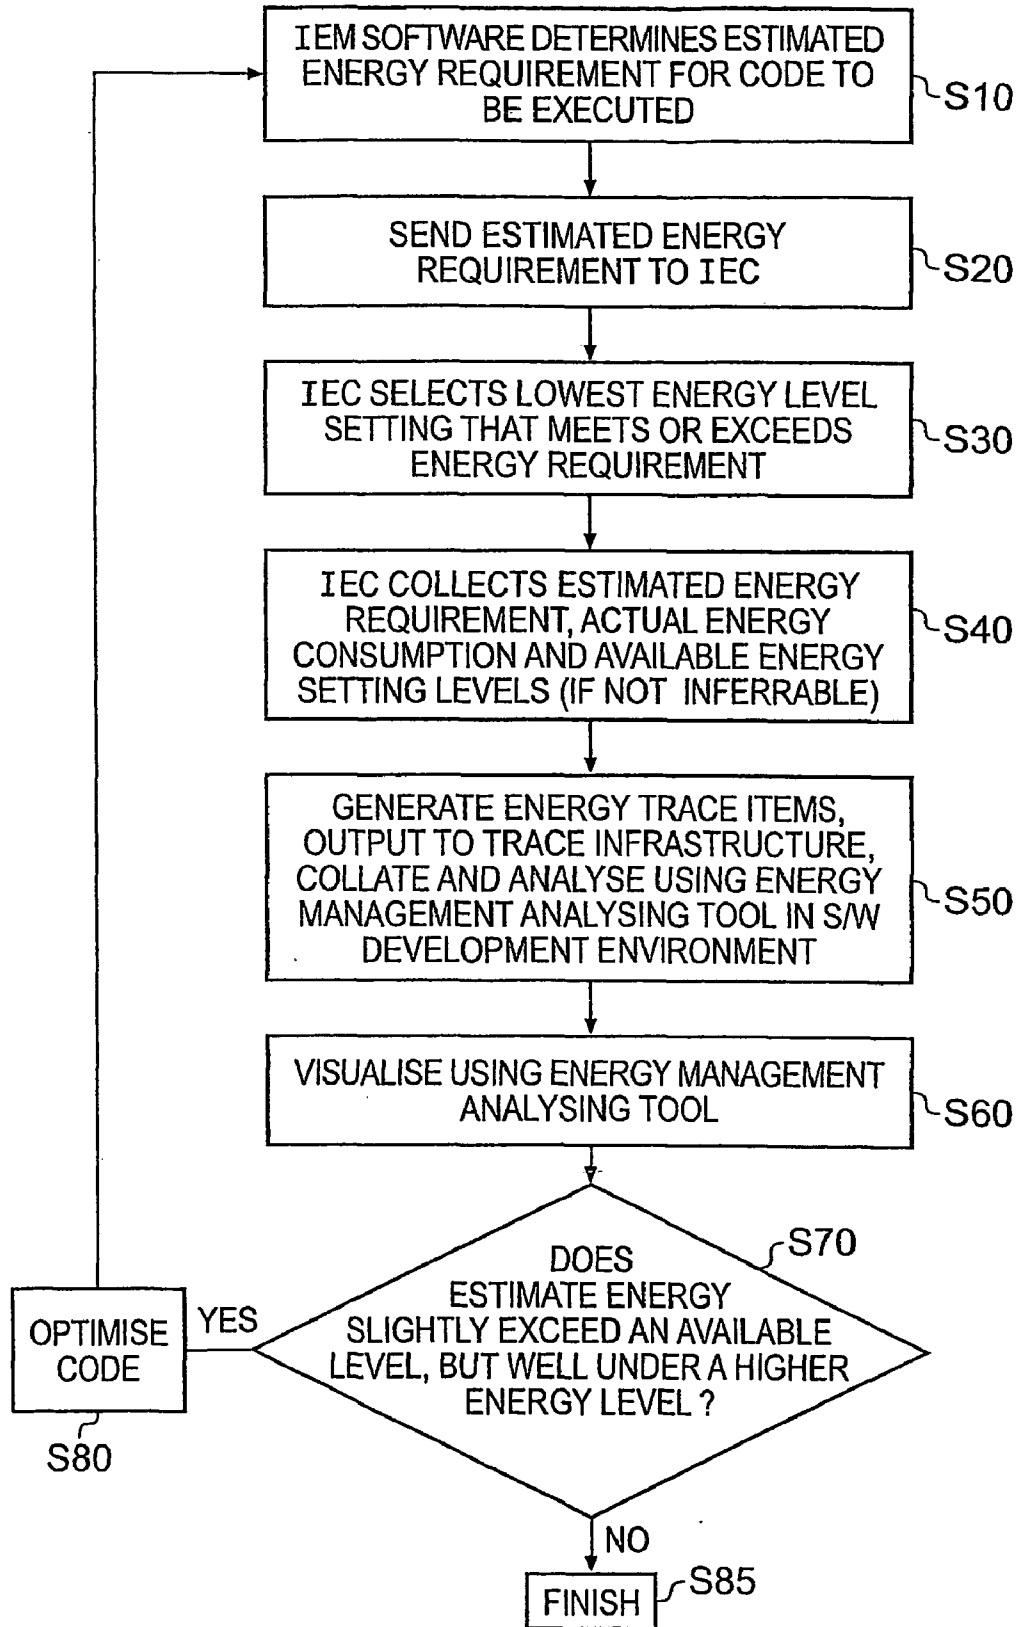 IEM SOFTWARE DETERMINES ESTIMATED
ENERGY REQUIREMENT FOR CODE TO
BE EXECUTED
S10
SEND ESTIMATED ENERGY
REQUIREMENT TO IEC
S20
IEC SELECTS LOWEST ENERGY LEVEL
SETTING THAT MEETS OR EXCEEDS
ENERGY REQUIREMENT
S30
IEC COLLECTS ESTIMATED ENERGY
REQUIREMENT, ACTUAL ENERGY
CONSUMPTION AND AVAILABLE ENERGY
SETTING LEVELS (IF NOT INFERRABLE)
S40
GENERATE ENERGY TRACE ITEMS,
OUTPUT TO TRACE INFRASTRUCTURE,
COLLATE AND ANALYSE USING ENERGY
MANAGEMENT ANALYSING TOOL IN S/W
DEVELOPMENT ENVIRONMENT
S50
VISUALISE USING ENERGY MANAGEMENT
ANALYSING TOOL
S60
DOES
ESTIMATE ENERGY
SLIGHTLY EXCEED AN AVAILABLE
LEVEL, BUT WELL UNDER A HIGHER
ENERGY LEVEL ?
S70
YES
OPTIMISE
CODE
S80
NO
FINISH
S85